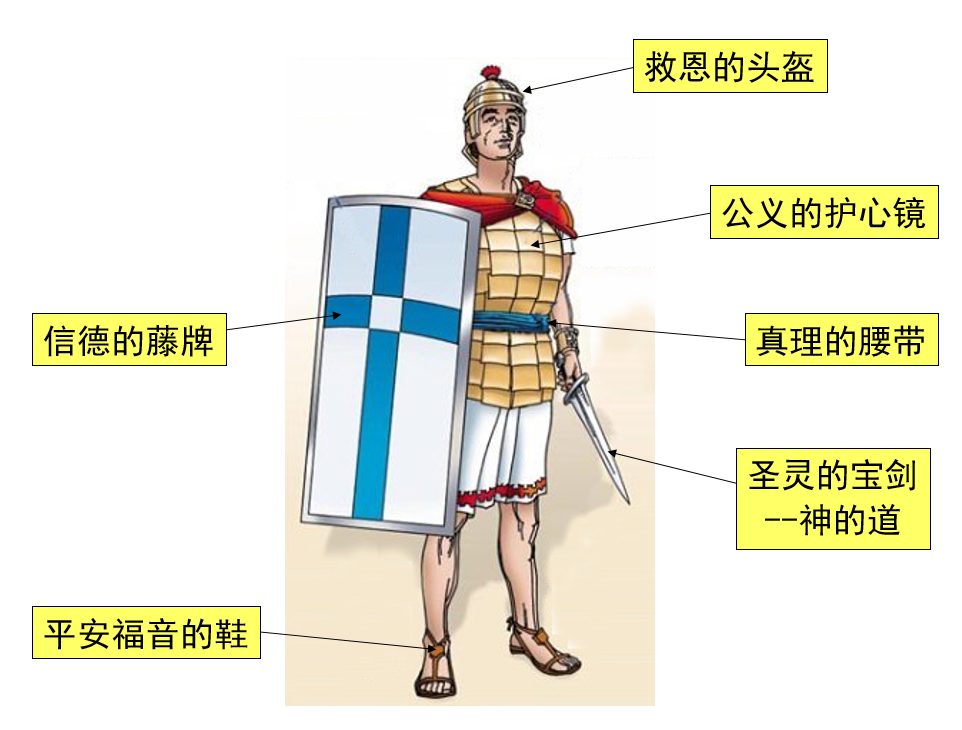 救恩的头盔
公义的护心镜
信德的藤牌
真理的腰带
圣灵的宝剑
--神的道
平安福音的鞋